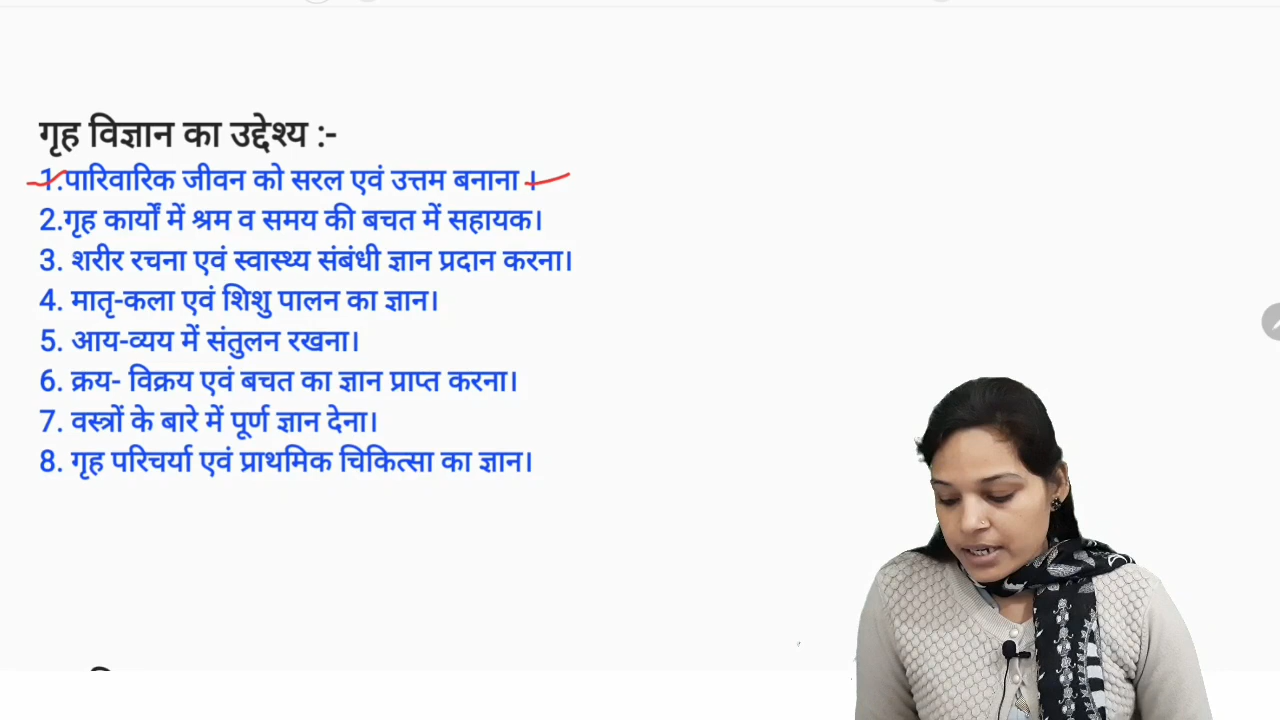 गृह विज्ञान का उद्देश्य :-
1.पारिवारिक जीवन को सरल एवं उत्तम बनाना ।
2.गृह कार्यों में श्रम व समय की बचत में सहायक।
3. शरीर रचना एवं स्वास्थ्य संबंधी ज्ञान प्रदान करना।
4. मातृ-कला एवं शिशु पालन का ज्ञान।
5. आय-व्यय में संतुलन रखना।
6. क्रय- विक्रय एवं बचत का ज्ञान प्राप्त करना।
7. वस्त्रों के बारे में पूर्ण ज्ञान देना।
8. गृह परिचर्या एवं प्राथमिक चिकित्सा का ज्ञान।